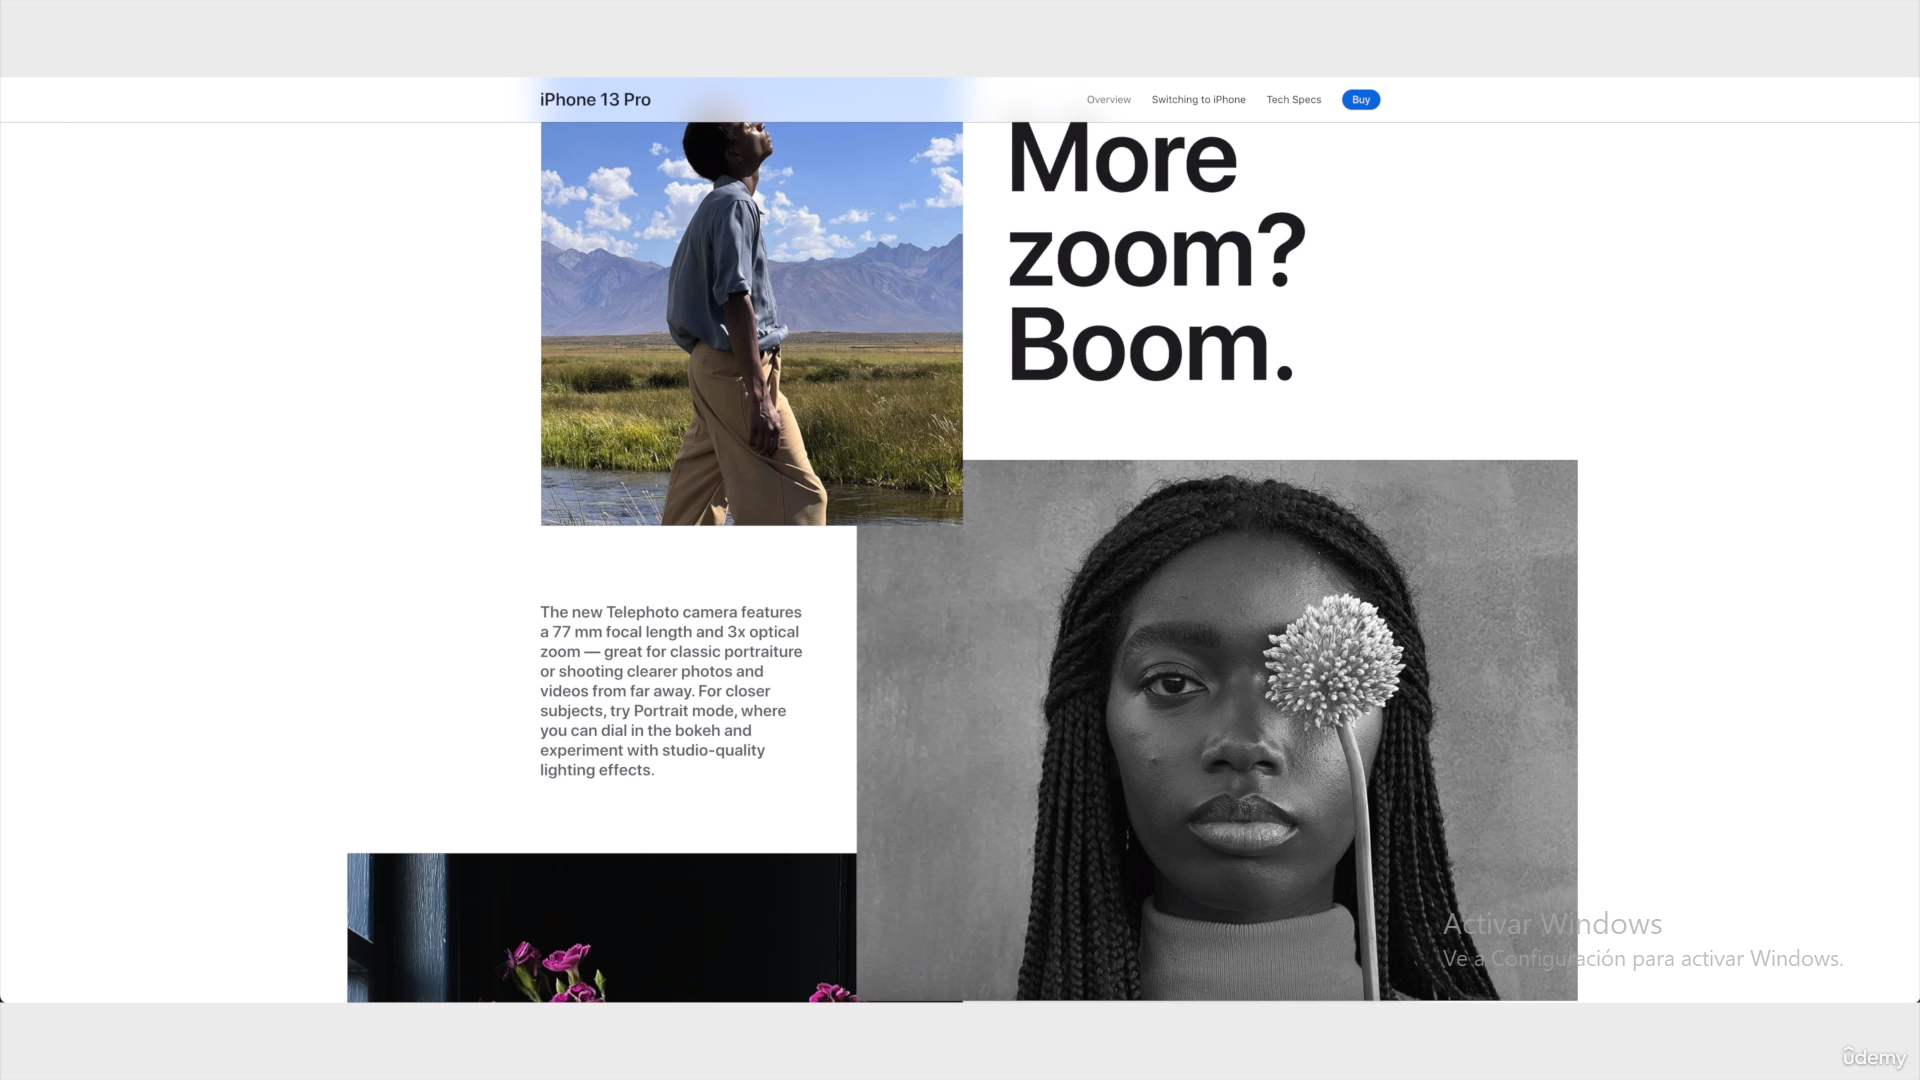 iPhone 13 Pro
Overview
Switching to iPhone
Tech Specs
Buy
More
zoom?
Boom.
The new Telephoto camera features
a 77 mm focal length and 3x optical
zoom — great for classic portraiture
or shooting clearer photos and
videos from far away. For closer
subjects, try Portrait mode, where
you can dial in the bokeh and
experiment with studio-quality
lighting effects.
Activar Windows
Ve a Configuración para activar Windows.
ûdemy